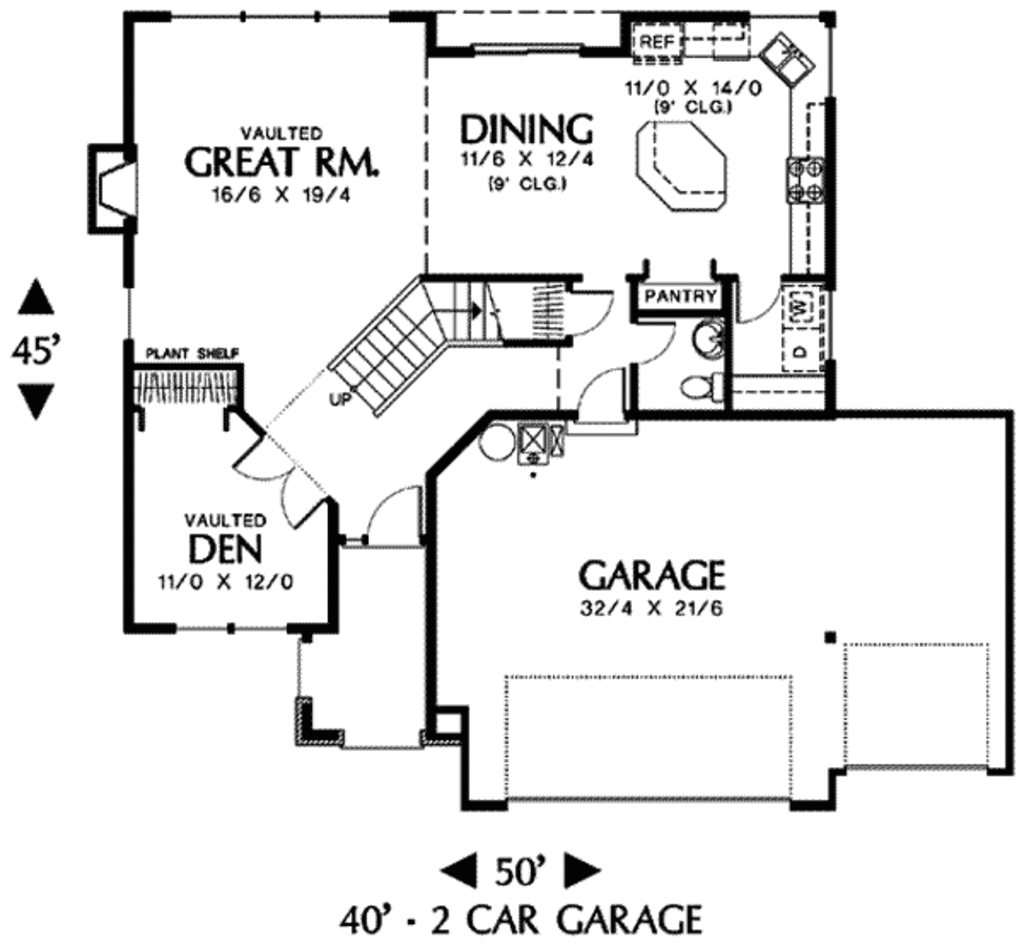 REF
11/0 X 14/0
(9' CLG.)
VAULTED
GREAT RM.
16/6 X 19/4
DINING
11/6 X 12/4
(9' CLG.)
PANTRY
W
D
45'
PLANT SHELF
UP
VAULTED
DEN
11/0 X 12/0
GARAGE
32/4 X 21/6
50'
40' - 2 CAR GARAGE